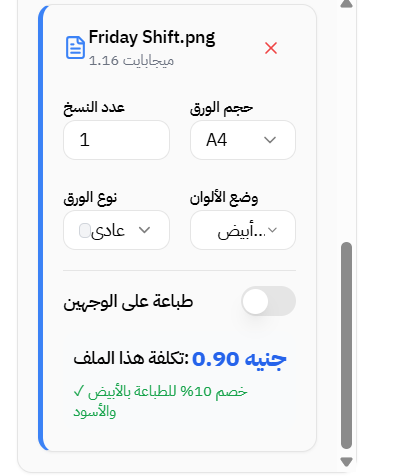 Friday Shift.png
1.16 ميجابايت
حجم الورق
عدد النسخ
A4
1
وضع الألوان
نوع الورق
أبيض...
عادي
طباعة على الوجهين
تكلفة هذا الملف: 0.90 جنيه
✓ خصم 10% للطباعة بالأبيض
والأسود